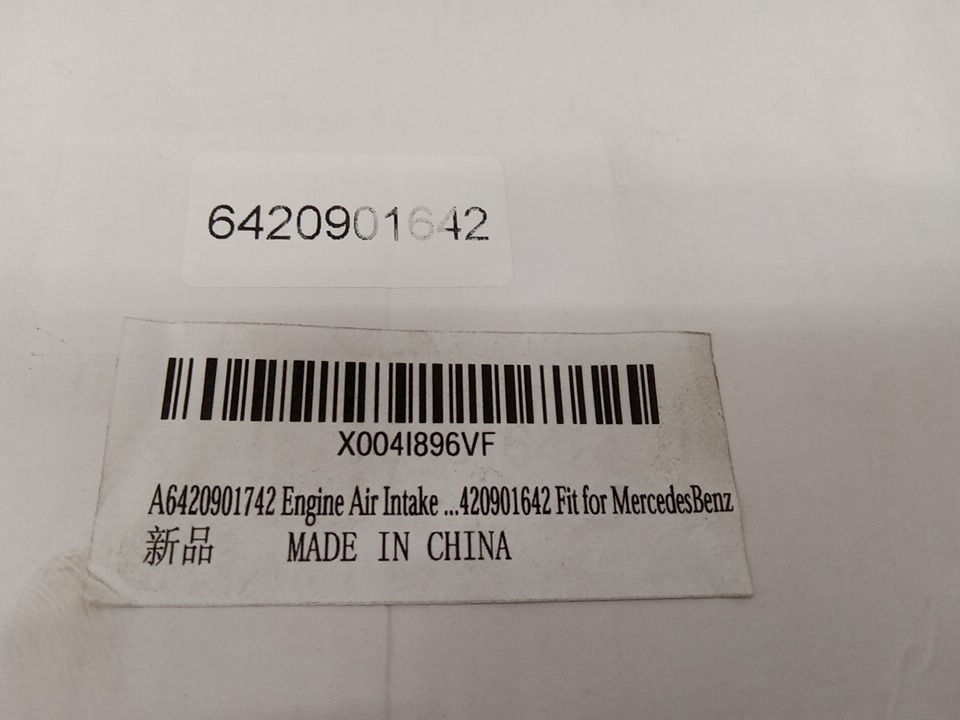 6420901642
X004I896VF
A6420901742 Engine Air Intake ...420901642 Fit for MercedesBenz
新品 MADE IN CHINA